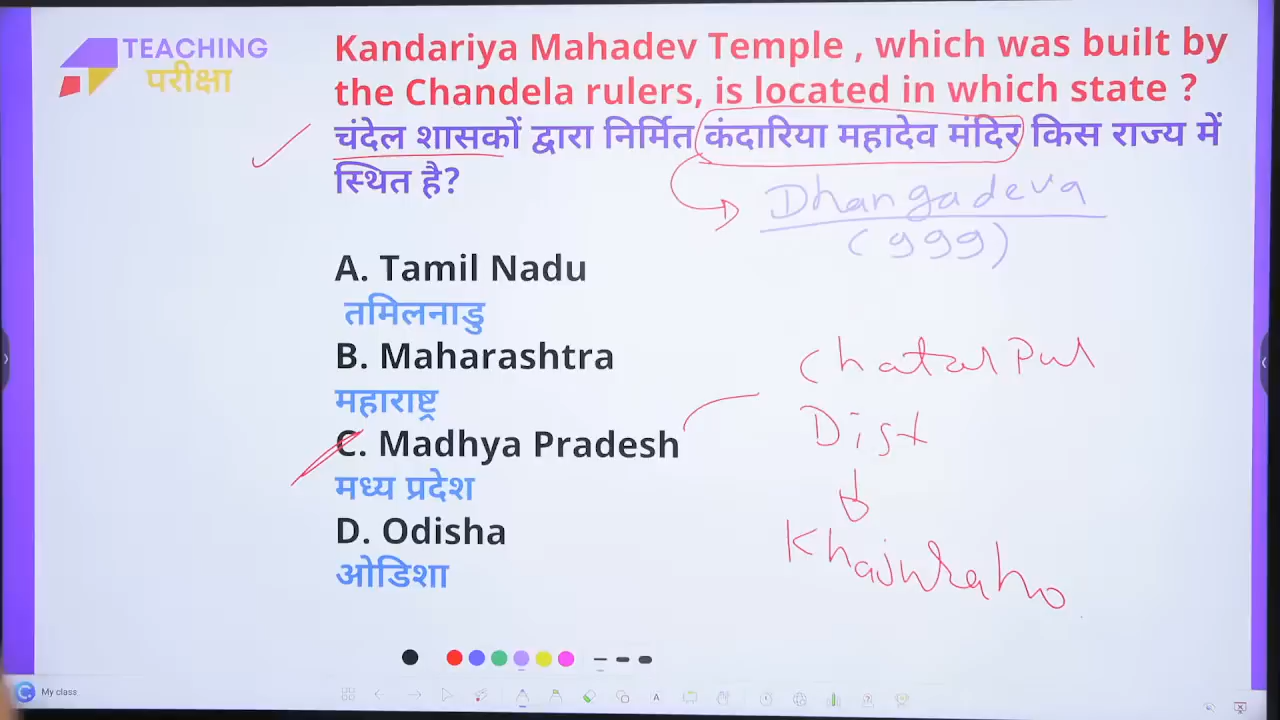 TEACHING
परीक्षा
Kandariya Mahadev Temple , which was built by
the Chandela rulers, is located in which state ?
चंदेल शासकों द्वारा निर्मित कंदारिया महादेव मंदिर किस राज्य में
स्थित है?
Dhangadeva
(999)
A. Tamil Nadu
तमिलनाडु
B. Maharashtra
महाराष्ट्र
C. Madhya Pradesh
मध्य प्रदेश
D. Odisha
ओडिशा
Chatarpur
Dist
Khajuraho
My class